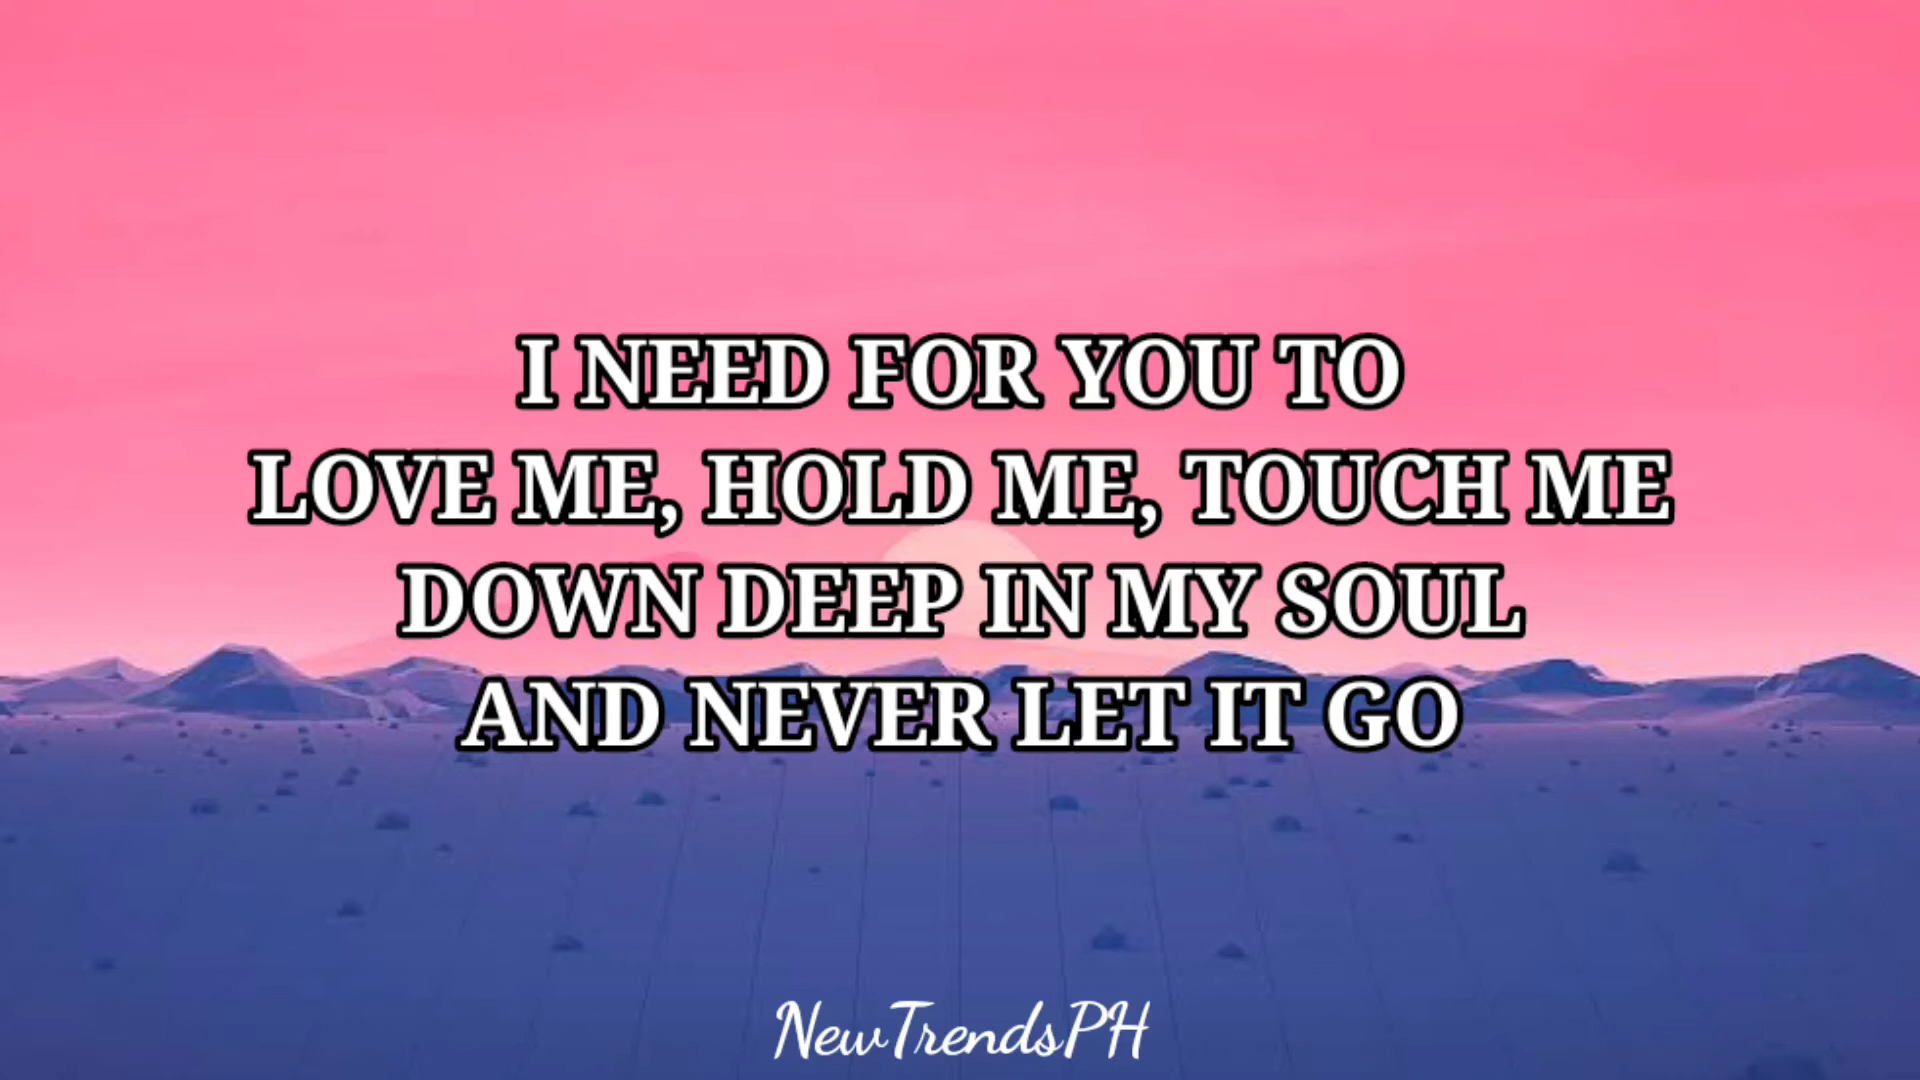 I NEED FOR YOU TO
LOVE ME, HOLD ME, TOUCH ME
DOWN DEEP IN MY SOUL
AND NEVER LET IT GO
NewTrendsPH